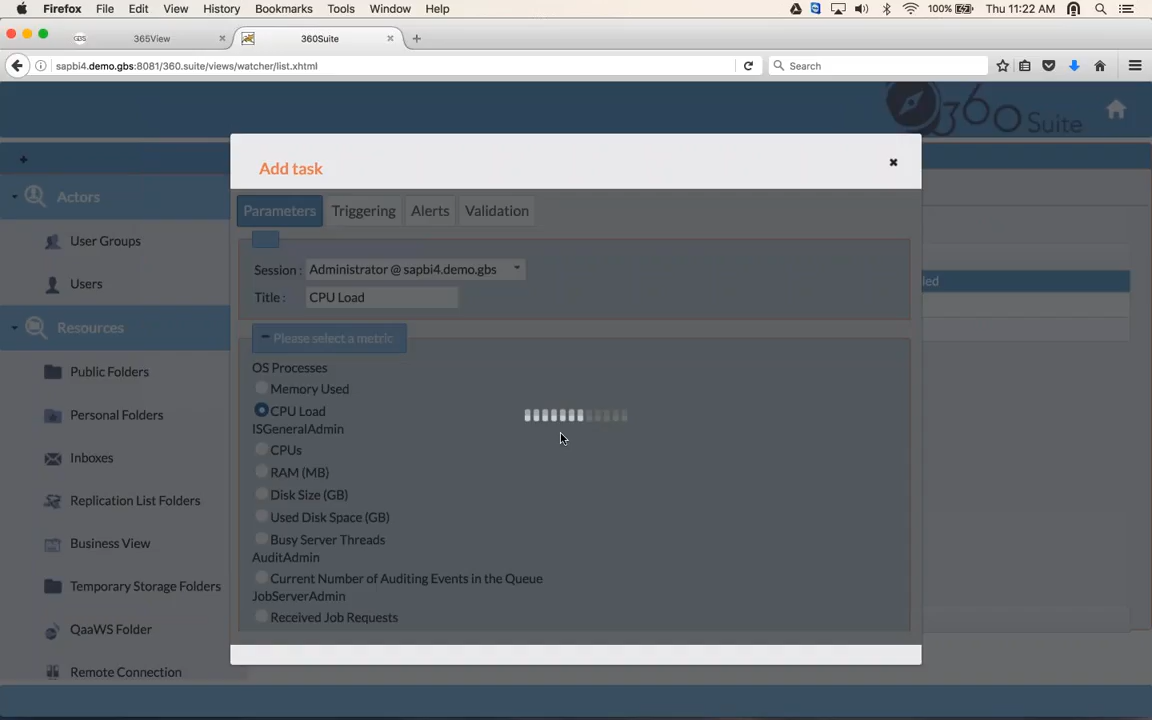 Firefox File Edit View History Bookmarks Tools Window Help 100% Thu 11:22 AM
GBS 365View 360Suite
sapbi4.demo.gbs:8081/360.suite/views/watcher/list.xhtml Search
360 Suite
Add task
Actors
Parameters Triggering Alerts Validation
User Groups
Session : Administrator @ sapbi4.demo.gbs
Users
Title : CPU Load
Resources
Please select a metric
OS Processes
Public Folders
Memory Used
CPU Load
Personal Folders
ISGeneralAdmin
CPUs
Inboxes
RAM (MB)
Disk Size (GB)
Replication List Folders
Used Disk Space (GB)
Business View
Busy Server Threads
AuditAdmin
Current Number of Auditing Events in the Queue
Temporary Storage Folders
JobServerAdmin
Received Job Requests
QaaWS Folder
Remote Connection